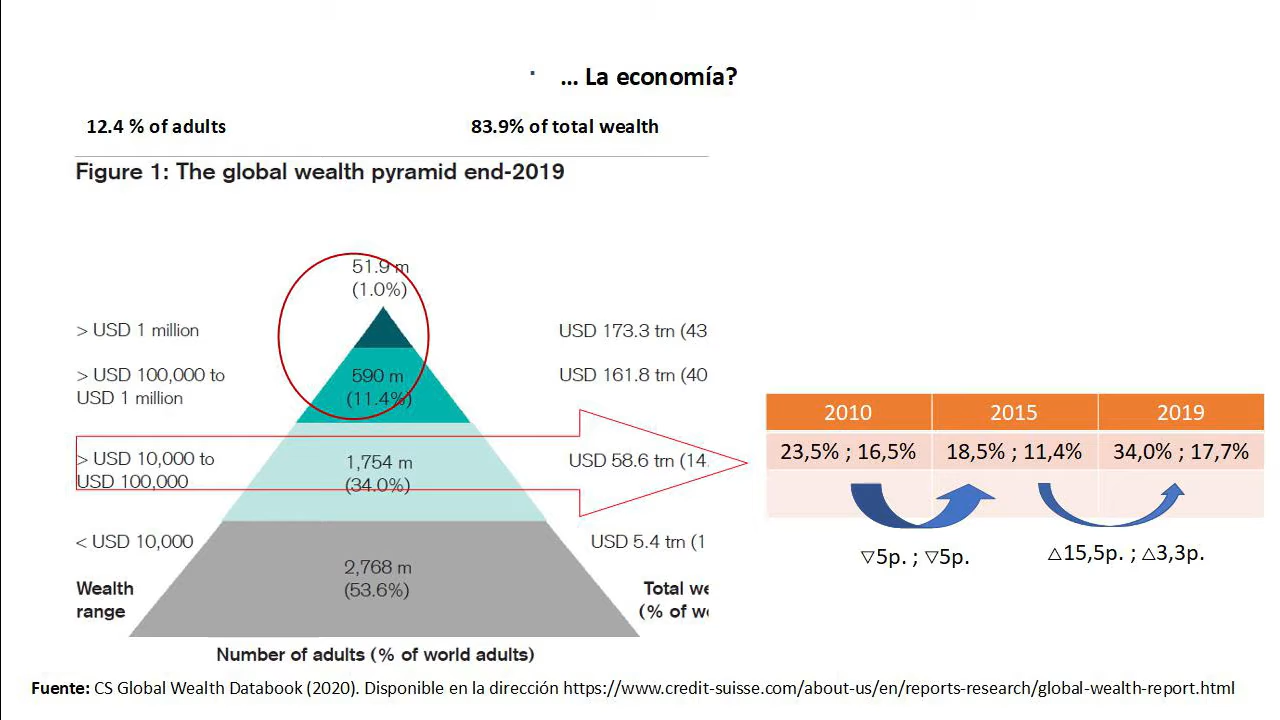 ... La economía?
12.4 % of adults
83.9% of total wealth
Figure 1: The global wealth pyramid end-2019
51.9 m
(1.0%)
> USD 1 million
USD 173.3 trn (43
> USD 100,000 to
USD 1 million
590 m
(11.4%)
USD 161.8 trn (40
> USD 10,000 to
USD 100,000
1,754 m
(34.0%)
USD 58.6 trn (14.
< USD 10,000
2,768 m
(53.6%)
USD 5.4 trn (1
Wealth
range
Total we
(% of wo
Number of adults (% of world adults)
2010 2015 2019
23,5% ; 16,5% 18,5% ; 11,4% 34,0% ; 17,7%
▽5p. ; ▽5p.
△15,5p. ; △3,3p.
Fuente: CS Global Wealth Databook (2020). Disponible en la dirección https://www.credit-suisse.com/about-us/en/reports-research/global-wealth-report.html